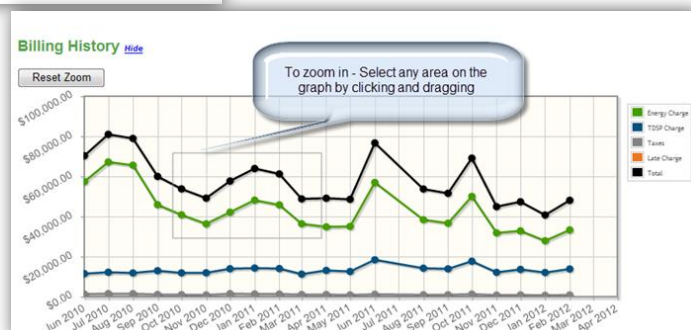 Billing History Hide
Reset Zoom
To zoom in - Select any area on the
graph by clicking and dragging
$100,000.00
$80,000.00
$60,000.00
$40,000.00
$20,000.00
$0.00
Jun 2010
Jul 2010
Aug 2010
Sep 2010
Oct 2010
Nov 2010
Dec 2010
Jan 2011
Feb 2011
Mar 2011
Apr 2011
May 2011
Jun 2011
Jul 2011
Aug 2011
Sep 2011
Oct 2011
Nov 2011
Dec 2011
Jan 2012
Feb 2012
Mar 2012
Apr 2012
Energy Charge
TDSP Charge
Taxes
Late Charge
Total